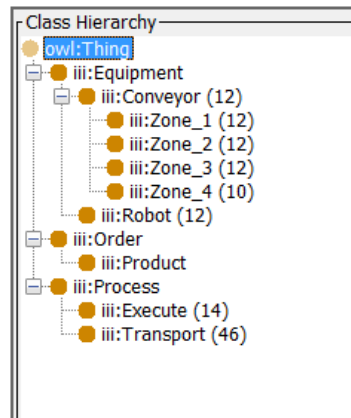 Class Hierarchy
owl:Thing
iii:Equipment
iii:Conveyor (12)
iii:Zone_1 (12)
iii:Zone_2 (12)
iii:Zone_3 (12)
iii:Zone_4 (10)
iii:Robot (12)
iii:Order
iii:Product
iii:Process
iii:Execute (14)
iii:Transport (46)